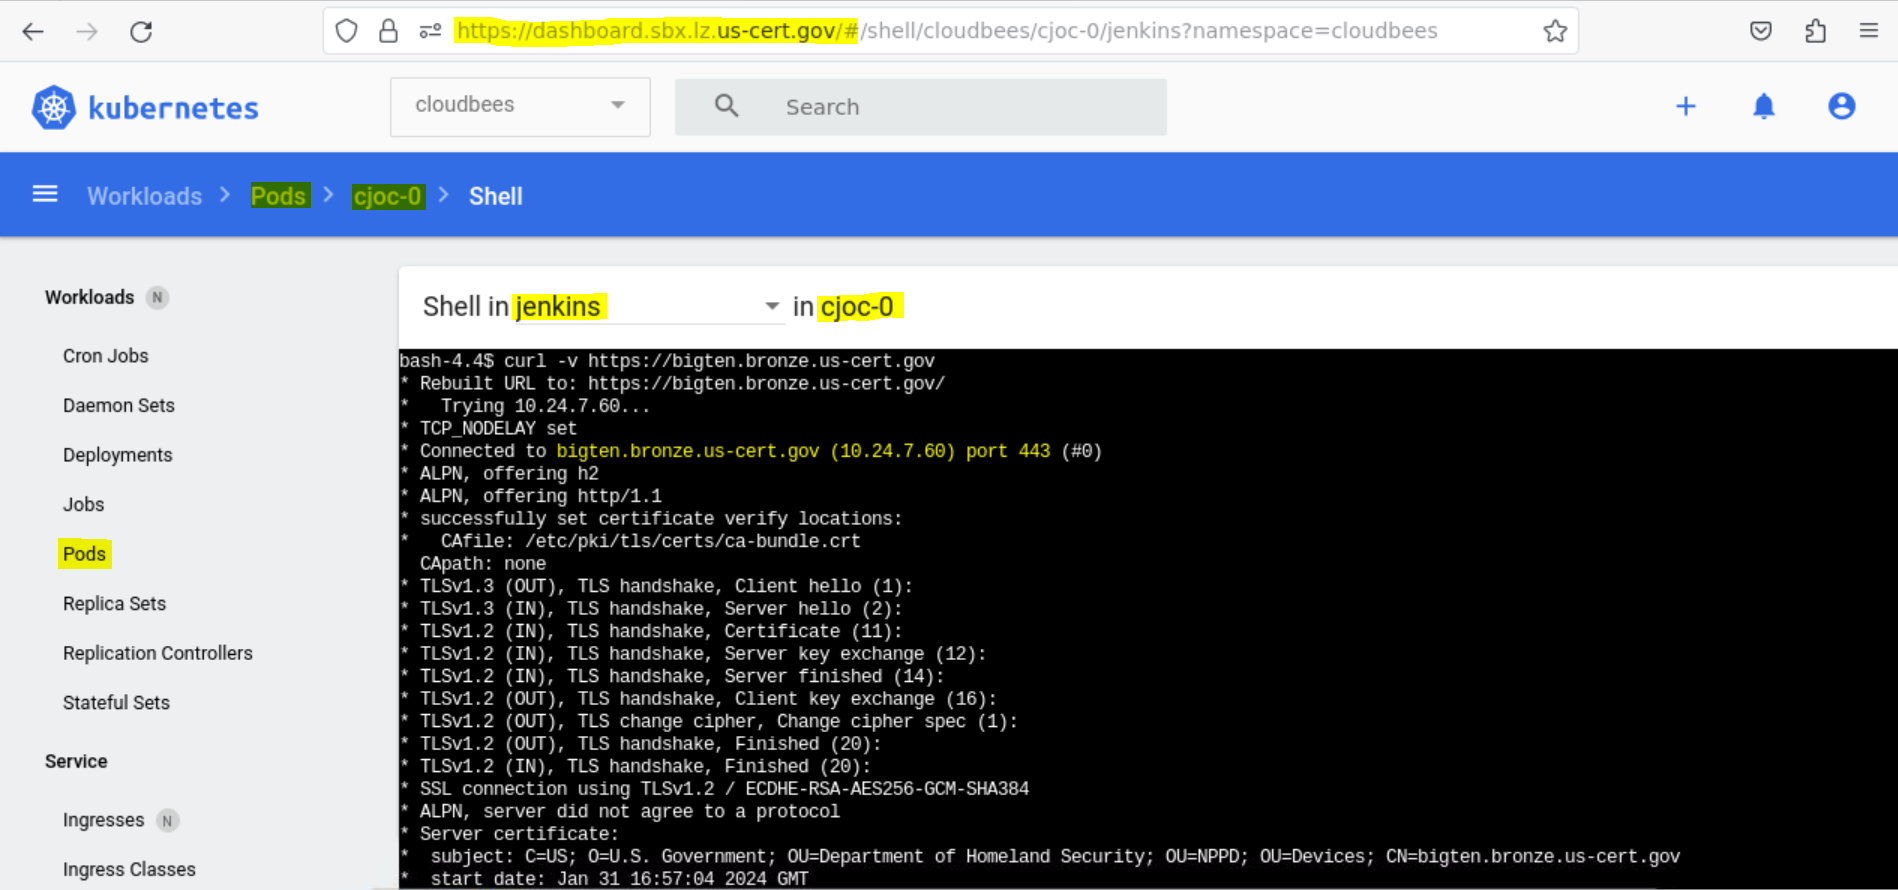 https://dashboard.sbx.lz.us-cert.gov/#/shell/cloudbees/cjoc-0/jenkins?namespace=cloudbees
kubernetes
cloudbees
Search
Workloads > Pods > cjoc-0 > Shell
Workloads N
Cron Jobs
Daemon Sets
Deployments
Jobs
Pods
Replica Sets
Replication Controllers
Stateful Sets
Service
Ingresses N
Ingress Classes
Shell in jenkins in cjoc-0
bash-4.4$ curl -v https://bigten.bronze.us-cert.gov
* Rebuilt URL to: https://bigten.bronze.us-cert.gov/
*   Trying 10.24.7.60...
* TCP_NODELAY set
* Connected to bigten.bronze.us-cert.gov (10.24.7.60) port 443 (#0)
* ALPN, offering h2
* ALPN, offering http/1.1
* successfully set certificate verify locations:
*   CAfile: /etc/pki/tls/certs/ca-bundle.crt
  CApath: none
* TLSv1.3 (OUT), TLS handshake, Client hello (1):
* TLSv1.3 (IN), TLS handshake, Server hello (2):
* TLSv1.2 (IN), TLS handshake, Certificate (11):
* TLSv1.2 (IN), TLS handshake, Server key exchange (12):
* TLSv1.2 (IN), TLS handshake, Server finished (14):
* TLSv1.2 (OUT), TLS handshake, Client key exchange (16):
* TLSv1.2 (OUT), TLS change cipher, Change cipher spec (1):
* TLSv1.2 (OUT), TLS handshake, Finished (20):
* TLSv1.2 (IN), TLS handshake, Finished (20):
* SSL connection using TLSv1.2 / ECDHE-RSA-AES256-GCM-SHA384
* ALPN, server did not agree to a protocol
* Server certificate:
*  subject: C=US; O=U.S. Government; OU=Department of Homeland Security; OU=NPPD; OU=Devices; CN=bigten.bronze.us-cert.gov
*  start date: Jan 31 16:57:04 2024 GMT